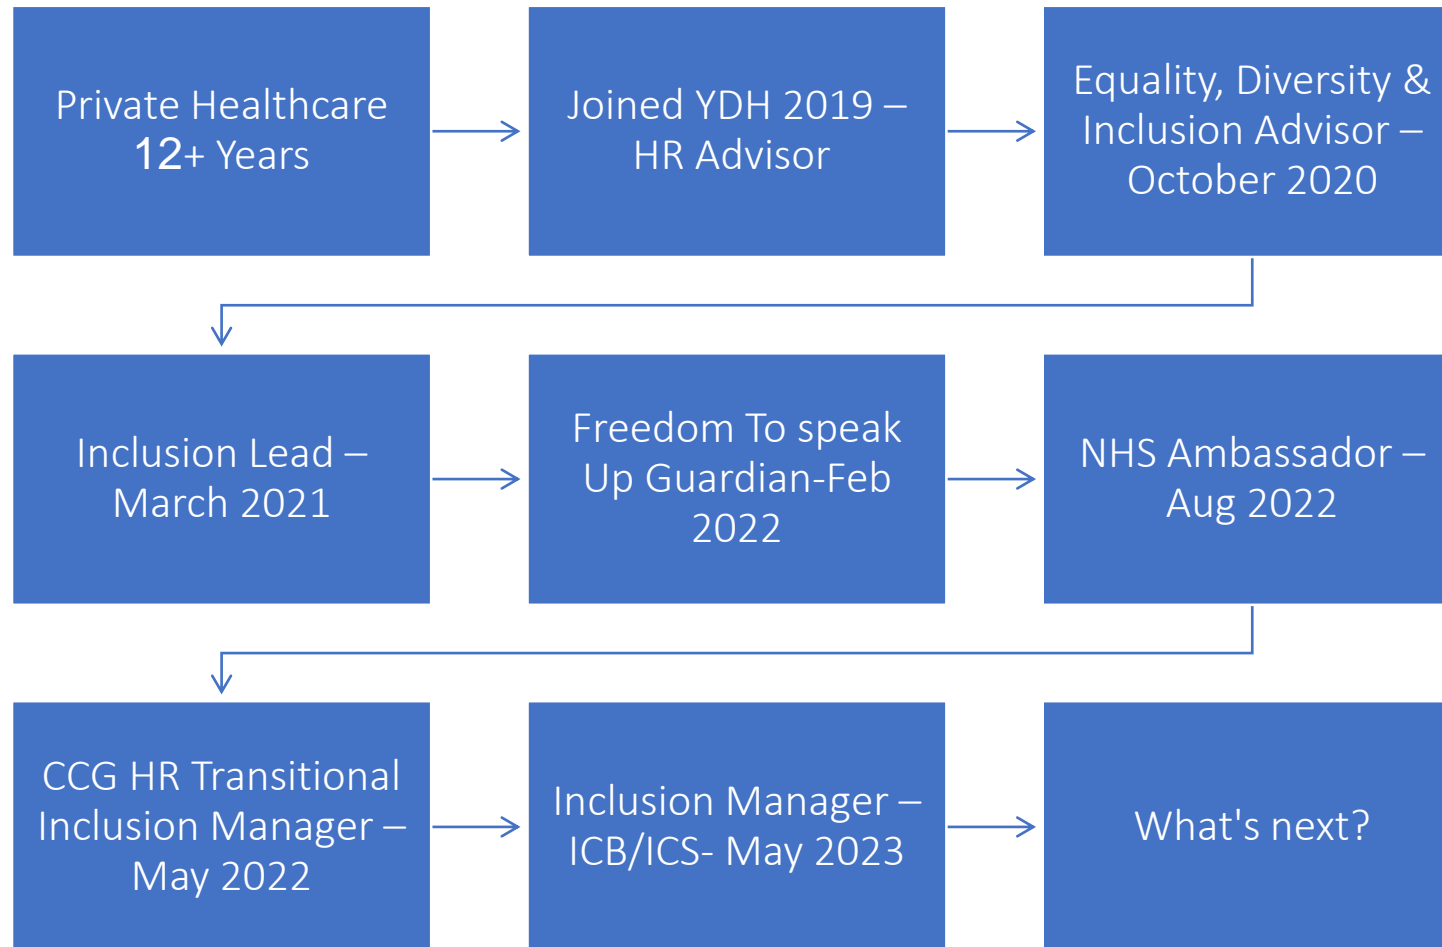 Private Healthcare
12+ Years
Joined YDH 2019 –
HR Advisor
Equality, Diversity &
Inclusion Advisor –
October 2020
Inclusion Lead –
March 2021
Freedom To speak
Up Guardian-Feb
2022
NHS Ambassador –
Aug 2022
CCG HR Transitional
Inclusion Manager –
May 2022
Inclusion Manager –
ICB/ICS- May 2023
What's next?